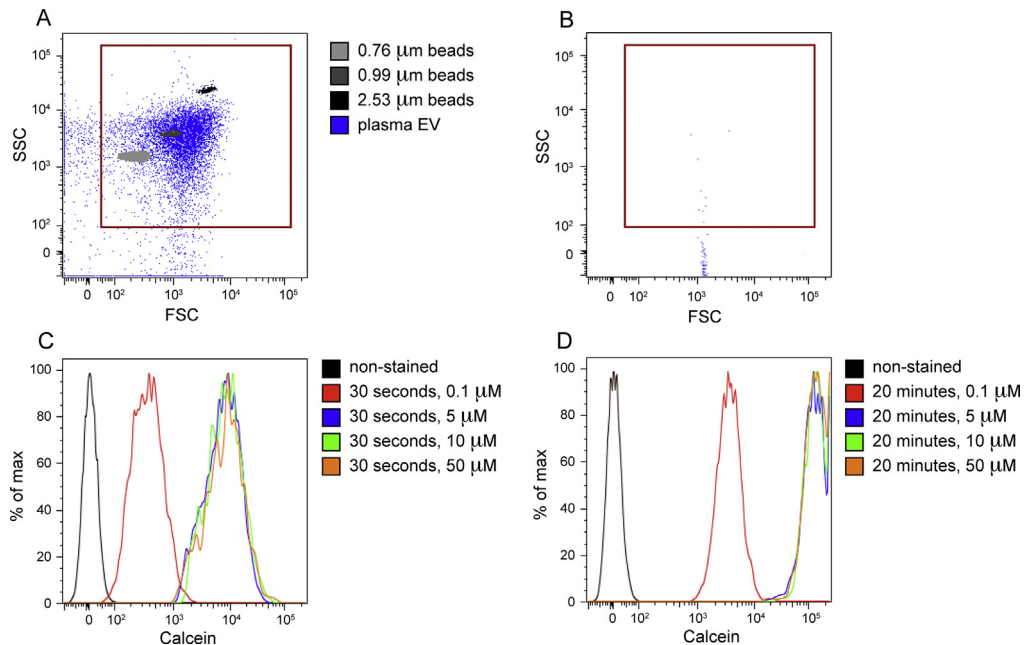 A
SSC
10⁵
10⁴
10³
10²
0
0 10² 10³ 10⁴ 10⁵
FSC
0.76 µm beads
0.99 µm beads
2.53 µm beads
plasma EV
B
SSC
10⁵
10⁴
10³
10²
0
0 10² 10³ 10⁴ 10⁵
FSC
C
% of max
100
80
60
40
20
0
0 10² 10³ 10⁴ 10⁵
Calcein
non-stained
30 seconds, 0.1 µM
30 seconds, 5 µM
30 seconds, 10 µM
30 seconds, 50 µM
D
% of max
100
80
60
40
20
0
0 10² 10³ 10⁴ 10⁵
Calcein
non-stained
20 minutes, 0.1 µM
20 minutes, 5 µM
20 minutes, 10 µM
20 minutes, 50 µM